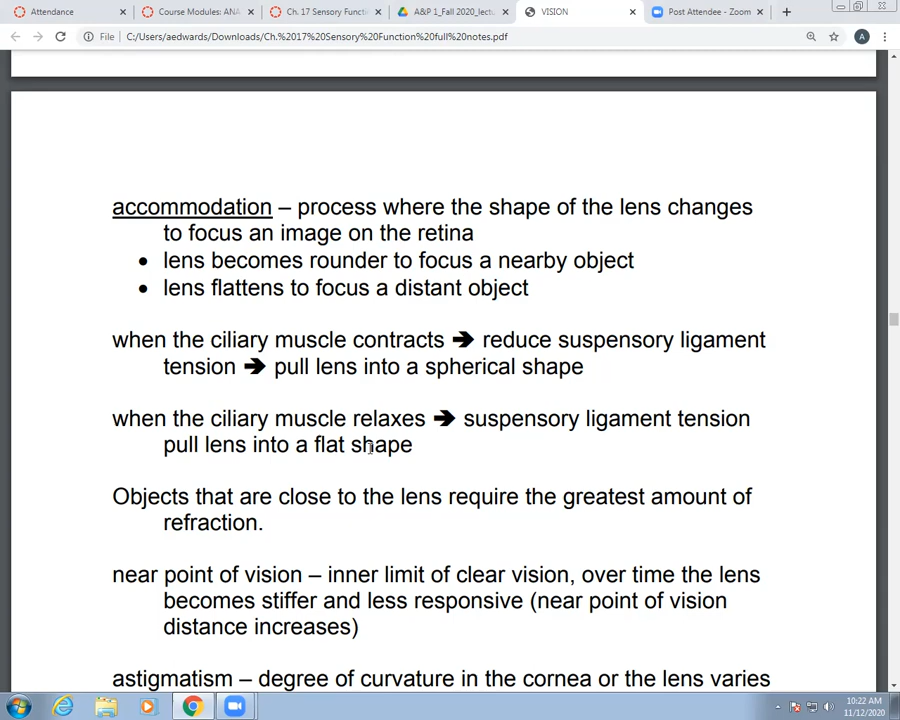 Attendance
Course Modules: ANA
Ch. 17 Sensory Functi
A&P 1_Fall 2020_lectu
VISION
Post Attendee - Zoom
File
C:/Users/aedwards/Downloads/Ch.%2017%20Sensory%20Function%20full%20notes.pdf
A
accommodation – process where the shape of the lens changes
to focus an image on the retina
• lens becomes rounder to focus a nearby object
• lens flattens to focus a distant object
when the ciliary muscle contracts ➔ reduce suspensory ligament
tension ➔ pull lens into a spherical shape
when the ciliary muscle relaxes ➔ suspensory ligament tension
pull lens into a flat shape
Objects that are close to the lens require the greatest amount of
refraction.
near point of vision – inner limit of clear vision, over time the lens
becomes stiffer and less responsive (near point of vision
distance increases)
astigmatism – degree of curvature in the cornea or the lens varies
10:22 AM
11/12/2020